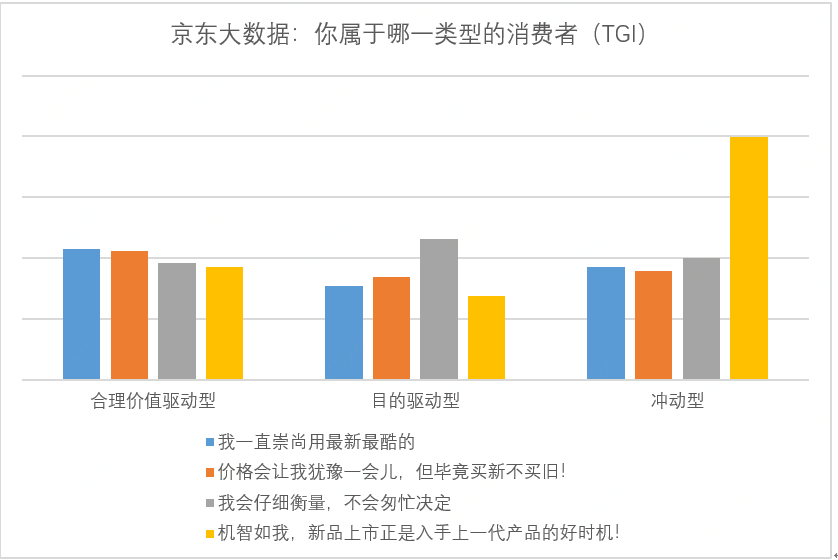 京东大数据：你属于哪一类型的消费者（TGI）
合理价值驱动型 目的驱动型 冲动型
我一直崇尚用最新最酷的
价格会让我犹豫一会儿，但毕竟买新不买旧！
我会仔细衡量，不会匆忙决定
机智如我，新品上市正是入手上一代产品的好时机！